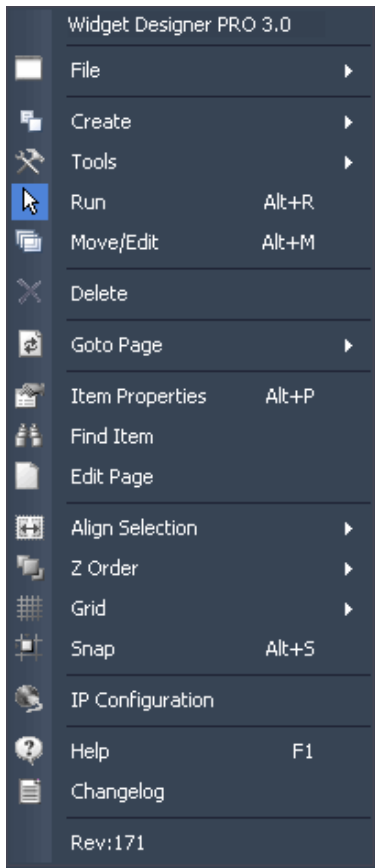 Widget Designer PRO 3.0
File
Create
Tools
Run Alt+R
Move/Edit Alt+M
Delete
Goto Page
Item Properties Alt+P
Find Item
Edit Page
Align Selection
Z Order
Grid
Snap Alt+S
IP Configuration
Help F1
Changelog
Rev:171